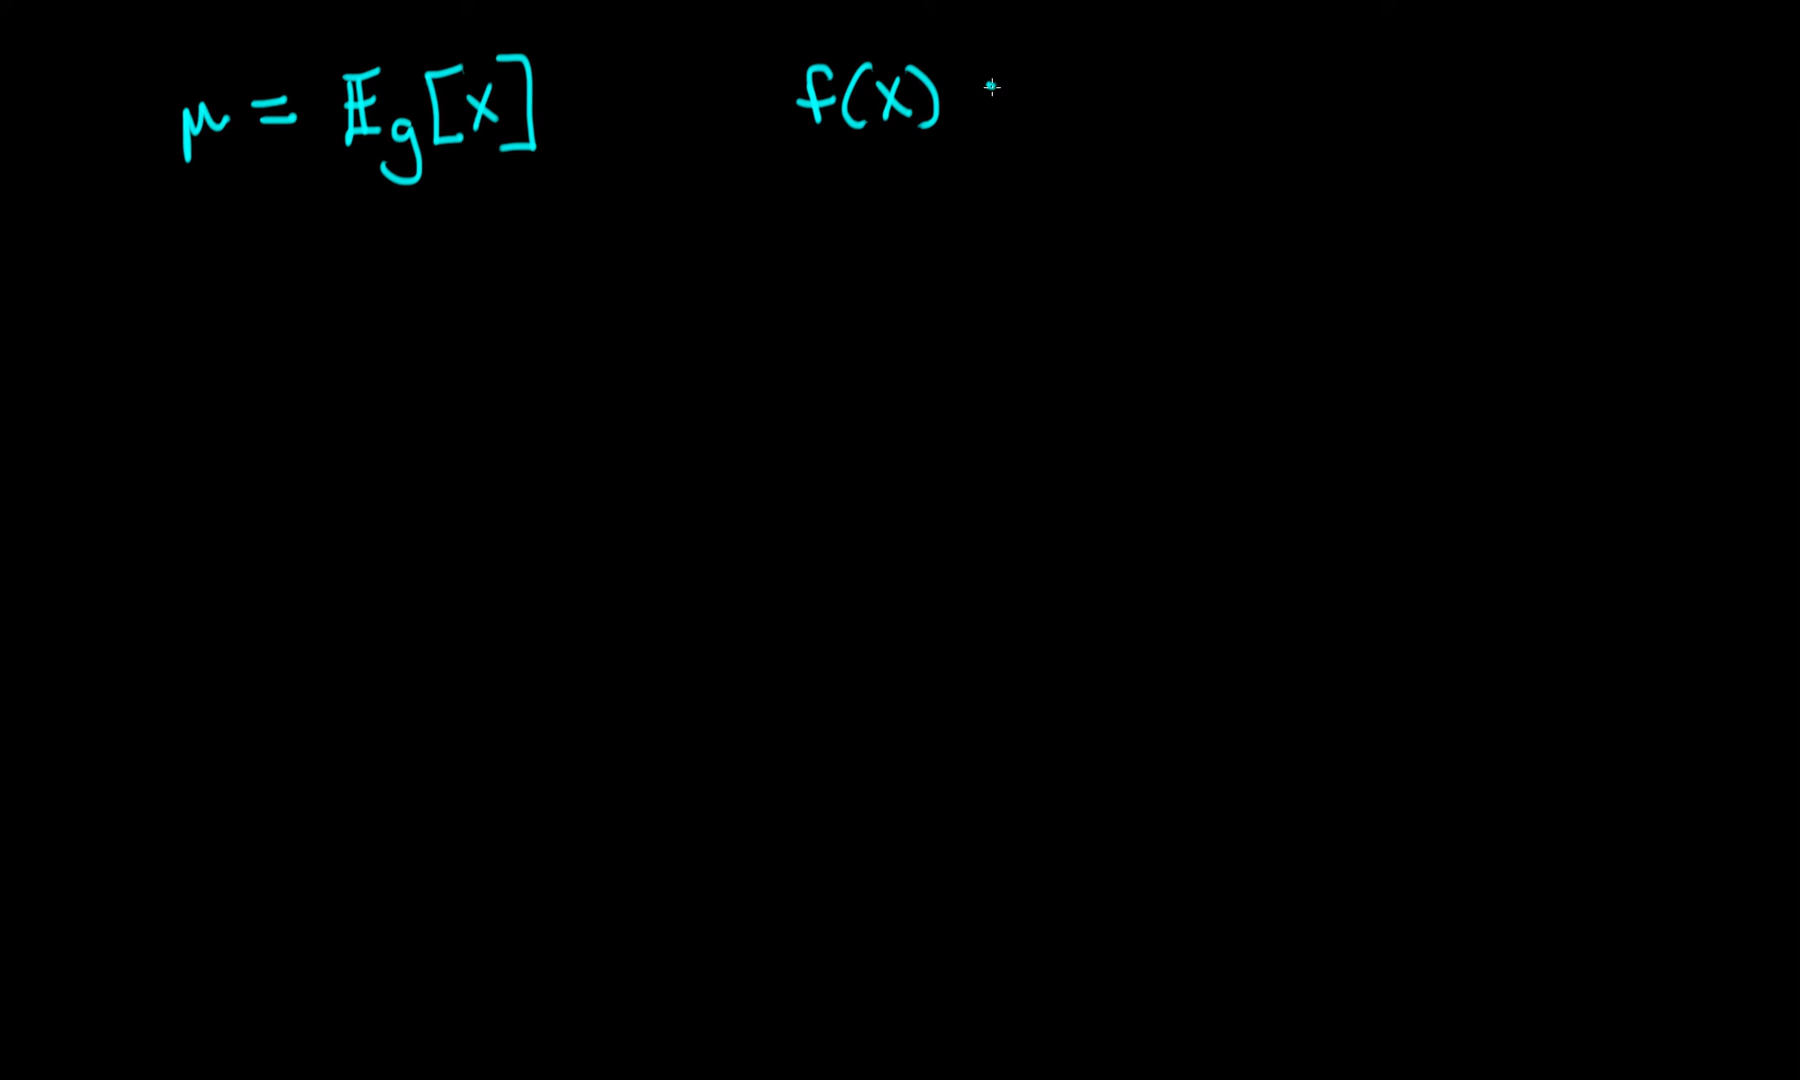 μ = 𝔼g[x] f(x)